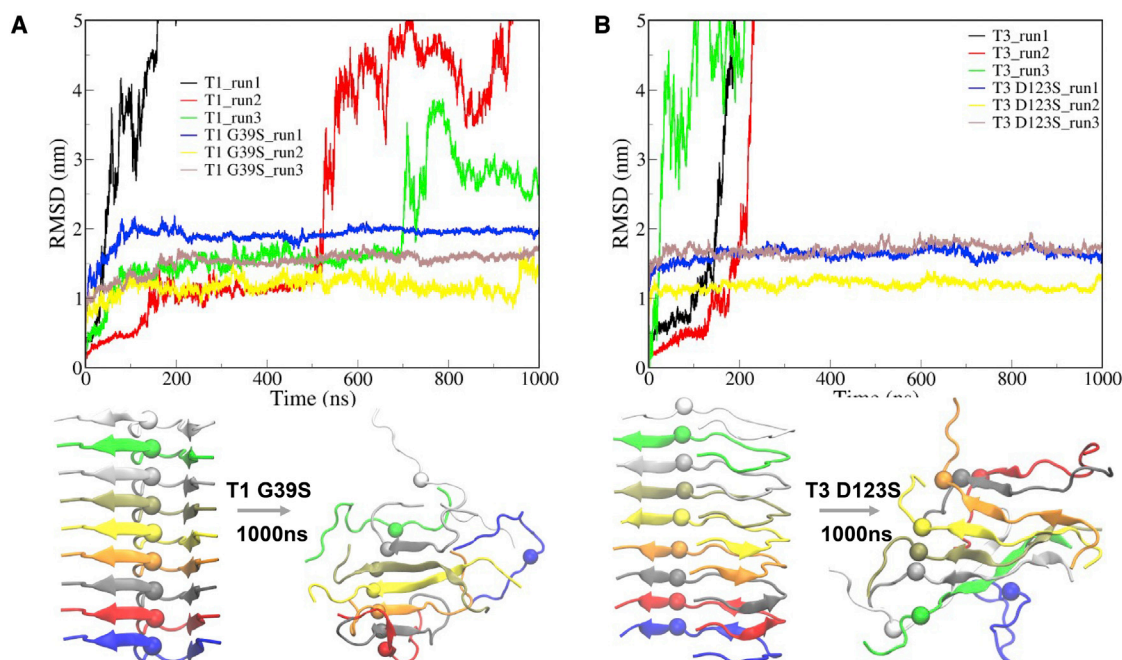 A
RMSD (nm)
5
4
3
2
1
0
T1_run1
T1_run2
T1_run3
T1 G39S_run1
T1 G39S_run2
T1 G39S_run3
0 200 400 600 800 1000
Time (ns)
B
RMSD (nm)
5
4
3
2
1
0
T3_run1
T3_run2
T3_run3
T3 D123S_run1
T3 D123S_run2
T3 D123S_run3
0 200 400 600 800 1000
Time (ns)
T1 G39S
1000ns
T3 D123S
1000ns